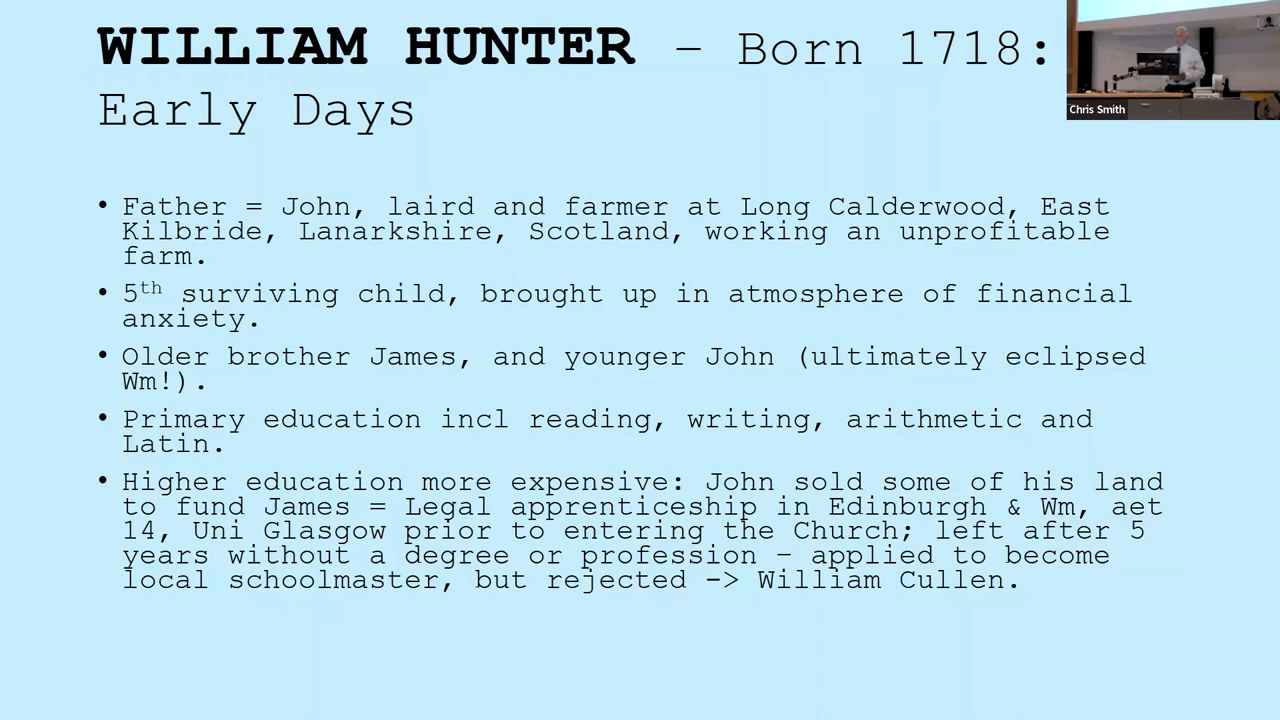 WILLIAM HUNTER – Born 1718:
Early Days
Chris Smith
• Father = John, laird and farmer at Long Calderwood, East
Kilbride, Lanarkshire, Scotland, working an unprofitable
farm.
• 5th surviving child, brought up in atmosphere of financial
anxiety.
• Older brother James, and younger John (ultimately eclipsed
Wm!).
• Primary education incl reading, writing, arithmetic and
Latin.
• Higher education more expensive: John sold some of his land
to fund James = Legal apprenticeship in Edinburgh & Wm, aet
14, Uni Glasgow prior to entering the Church; left after 5
years without a degree or profession – applied to become
local schoolmaster, but rejected -> William Cullen.